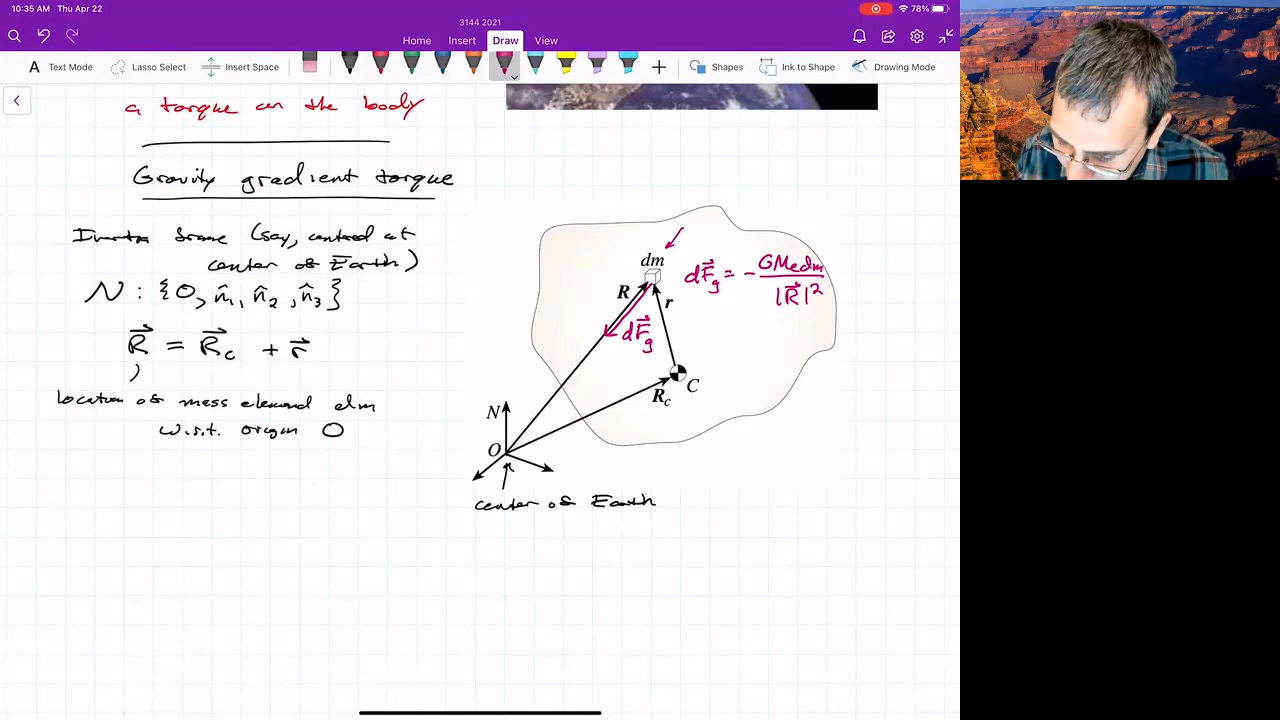 10:35 AM Thu Apr 22
78%
3144 2021
Home Insert Draw View
Text Mode Lasso Select Insert Space Shapes Ink to Shape Drawing Mode
a torque on the body
Gravity gradient torque
Inertial frame (say, centered at
center of Earth)
N : {O, n̂₁, n̂₂, n̂₃}
R⃗ = R⃗c + r⃗
Location of mass element dm
w.r.t. origin O
dm
dF⃗g = - GMedm / |R⃗|²
R
r
dF⃗g
C
Rc
N
O
center of Earth